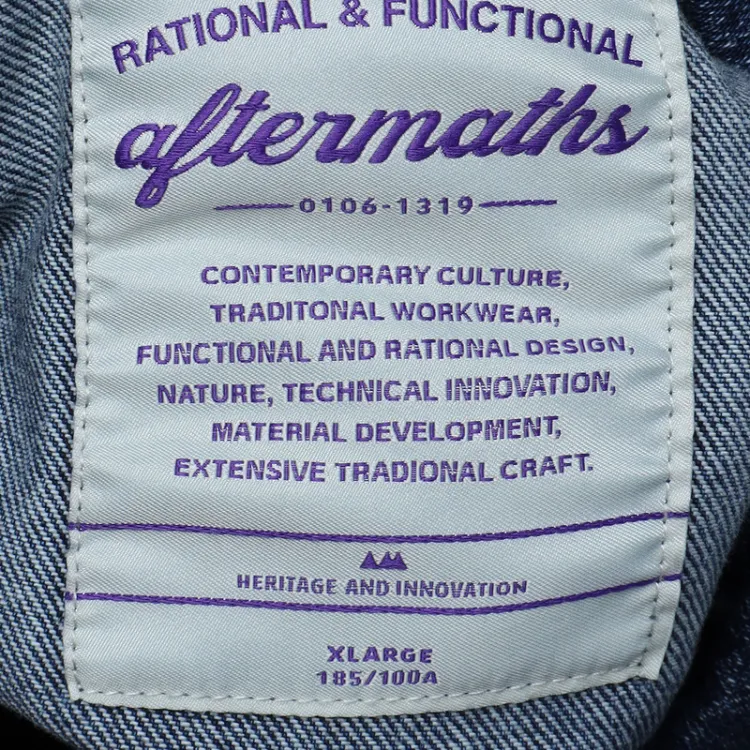 RATIONAL & FUNCTIONAL
aftermaths
0106-1319
CONTEMPORARY CULTURE,
TRADITONAL WORKWEAR,
FUNCTIONAL AND RATIONAL DESIGN,
NATURE, TECHNICAL INNOVATION,
MATERIAL DEVELOPMENT,
EXTENSIVE TRADIONAL CRAFT.
HERITAGE AND INNOVATION
XLARGE
185/100A